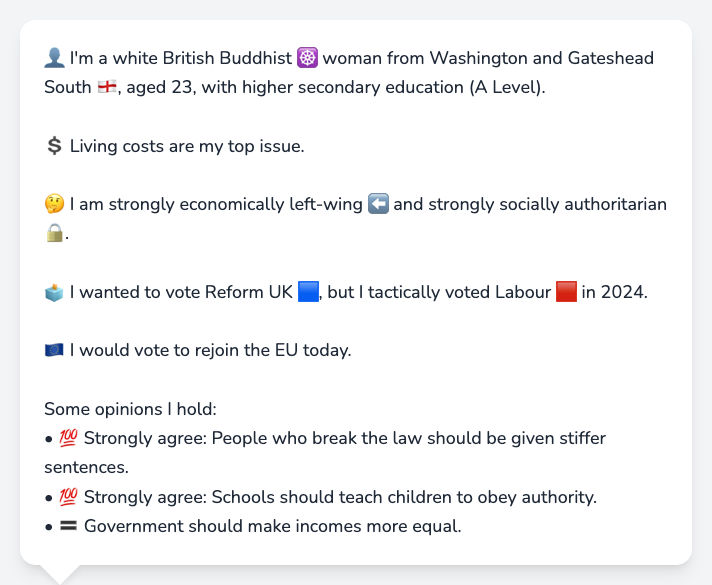 👤 I'm a white British Buddhist ☸️ woman from Washington and Gateshead
South 🏴󠁧󠁢󠁥󠁮󠁧󠁿, aged 23, with higher secondary education (A Level).
💲 Living costs are my top issue.
🤔 I am strongly economically left-wing ⬅️ and strongly socially authoritarian
🔒.
🗳️ I wanted to vote Reform UK 🟦, but I tactically voted Labour 🟥 in 2024.
🇪🇺 I would vote to rejoin the EU today.
Some opinions I hold:
• 💯 Strongly agree: People who break the law should be given stiffer
sentences.
• 💯 Strongly agree: Schools should teach children to obey authority.
• 🟰 Government should make incomes more equal.